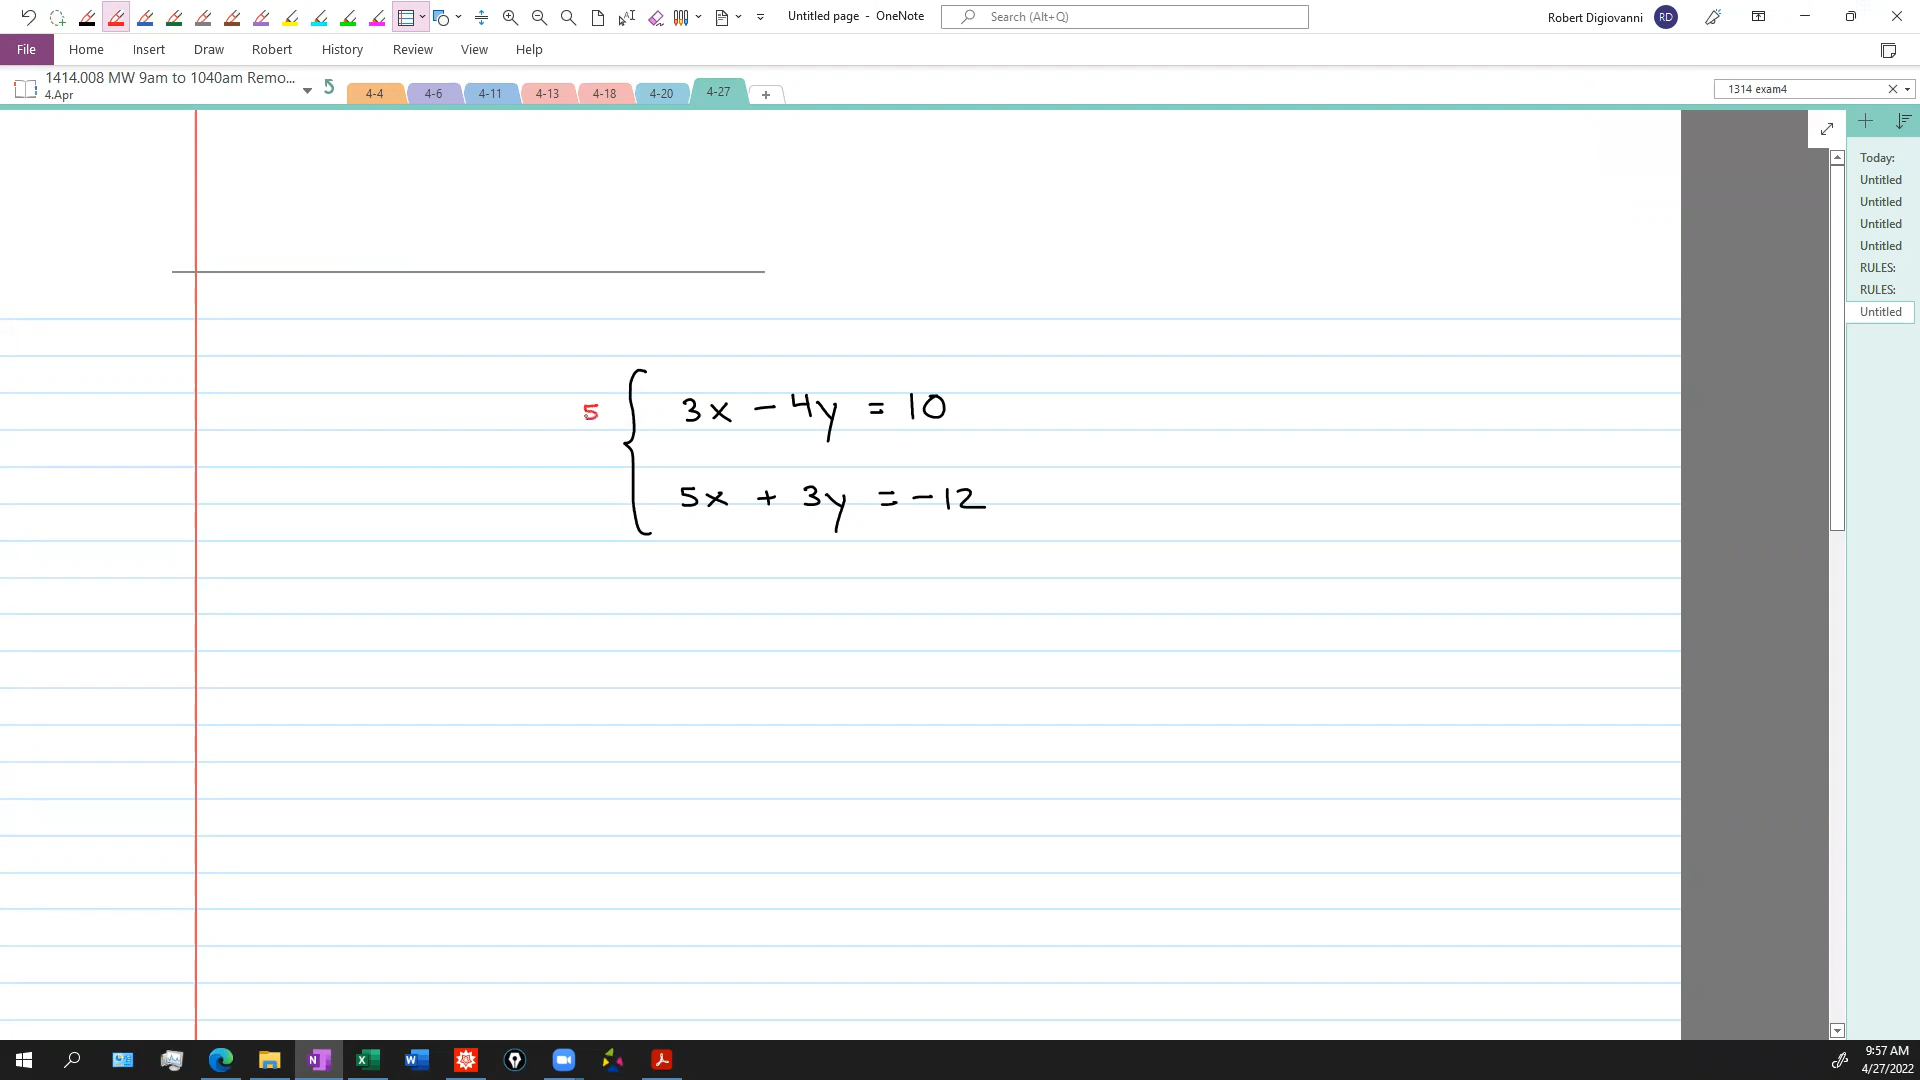 Untitled page - OneNote
Search (Alt+Q)
Robert Digiovanni
RD
File
Home
Insert
Draw
Robert
History
Review
View
Help
1414.008 MW 9am to 1040am Remo...
4.Apr
4-4
4-6
4-11
4-13
4-18
4-20
4-27
1314 exam4
Today:
Untitled
Untitled
Untitled
Untitled
RULES:
RULES:
Untitled
5 { 3x - 4y = 10
5x + 3y = -12
9:57 AM
4/27/2022